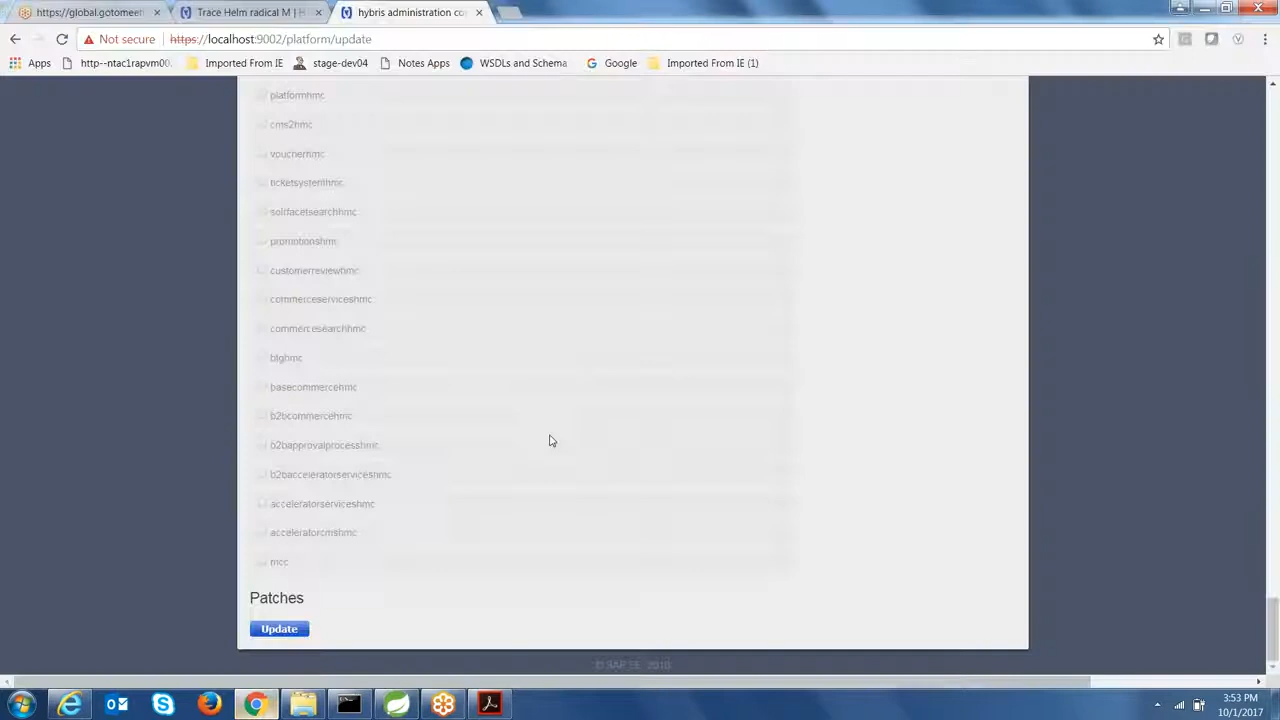 https://global.gotomeeti
Trace Helm radical M | H
hybris administration co
Not secure
https://localhost:9002/platform/update
Apps
http--ntac1rapvm00.
Imported From IE
stage-dev04
Notes Apps
WSDLs and Schema
Google
Imported From IE (1)
platformhmc
cms2hmc
voucherhmc
ticketsystemhmc
solrfacetsearchhmc
promotionshmc
customerreviewhmc
commerceserviceshmc
commercesearchhmc
btghmc
basecommercehmc
b2bcommercehmc
b2bapprovalprocesshmc
b2bacceleratorserviceshmc
acceleratorserviceshmc
acceleratorcmshmc
mcc
Patches
Update
3:53 PM
10/1/2017